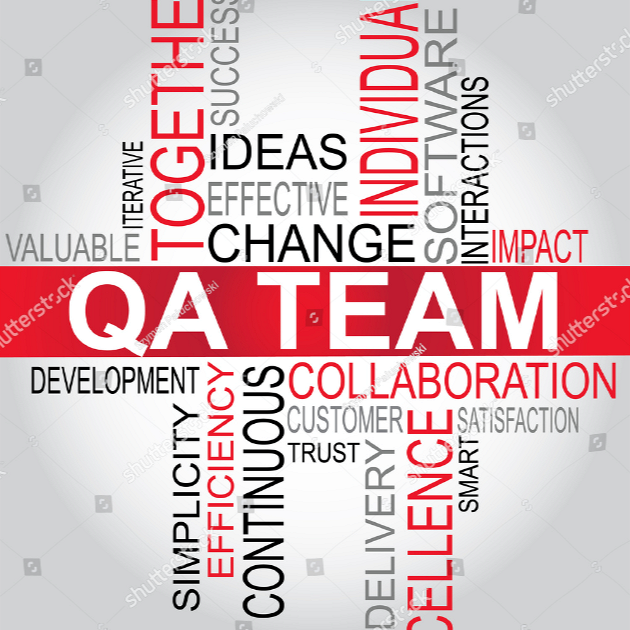 TOGETHE
SUCCESS
INDIVIDUA
SOFTWARE
INTERACTIONS
ITERATIVE
IDEAS
EFFECTIVE
CHANGE
VALUABLE
IMPACT
QA TEAM
DEVELOPMENT
COLLABORATION
CUSTOMER SATISFACTION
TRUST
SIMPLICITY
EFFICIENCY
CONTINUOUS
DELIVERY
CELLENCE
SMART
shutterstock